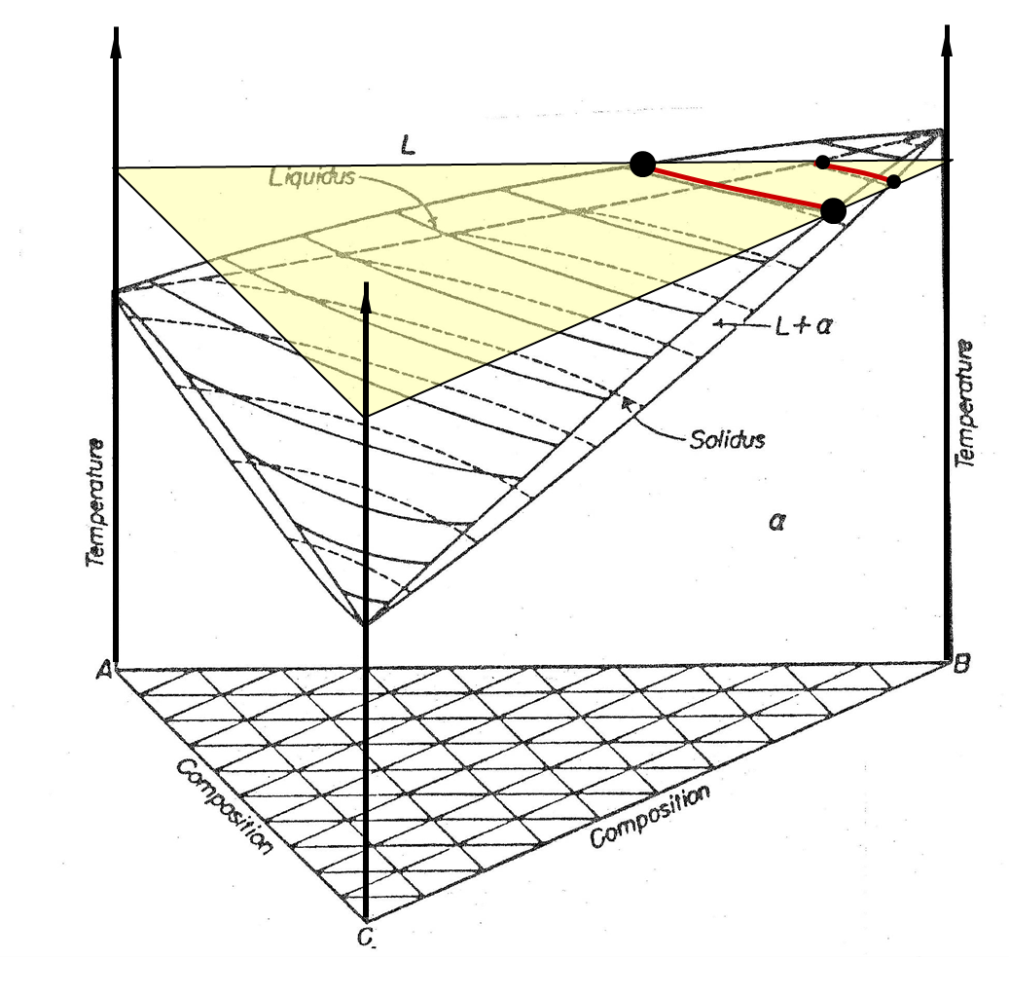 L
Liquidus
L+α
Solidus
α
Temperature
Temperature
A
B
Composition
Composition
C.